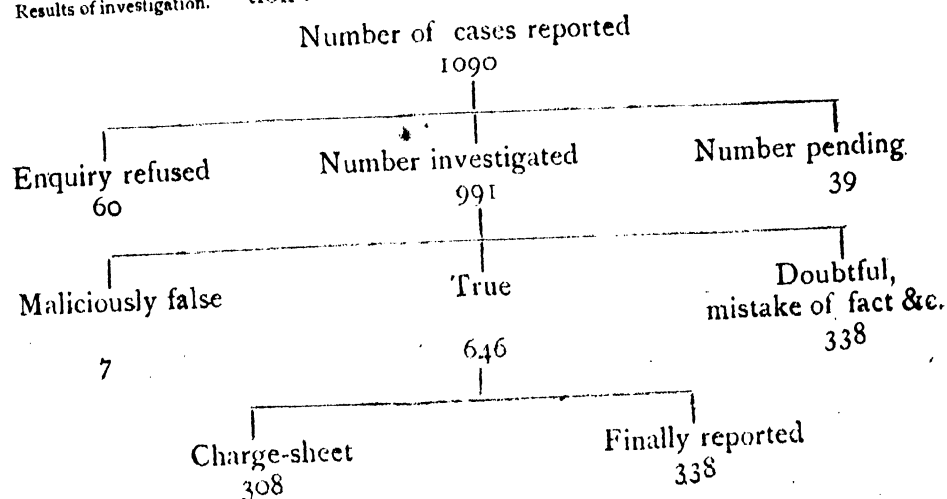 Results of investigation.
Number of cases reported
1090
Enquiry refused
60
Number investigated
991
Number pending
39
Maliciously false
7
True
646
Doubtful,
mistake of fact &c.
338
Charge-sheet
308
Finally reported
338